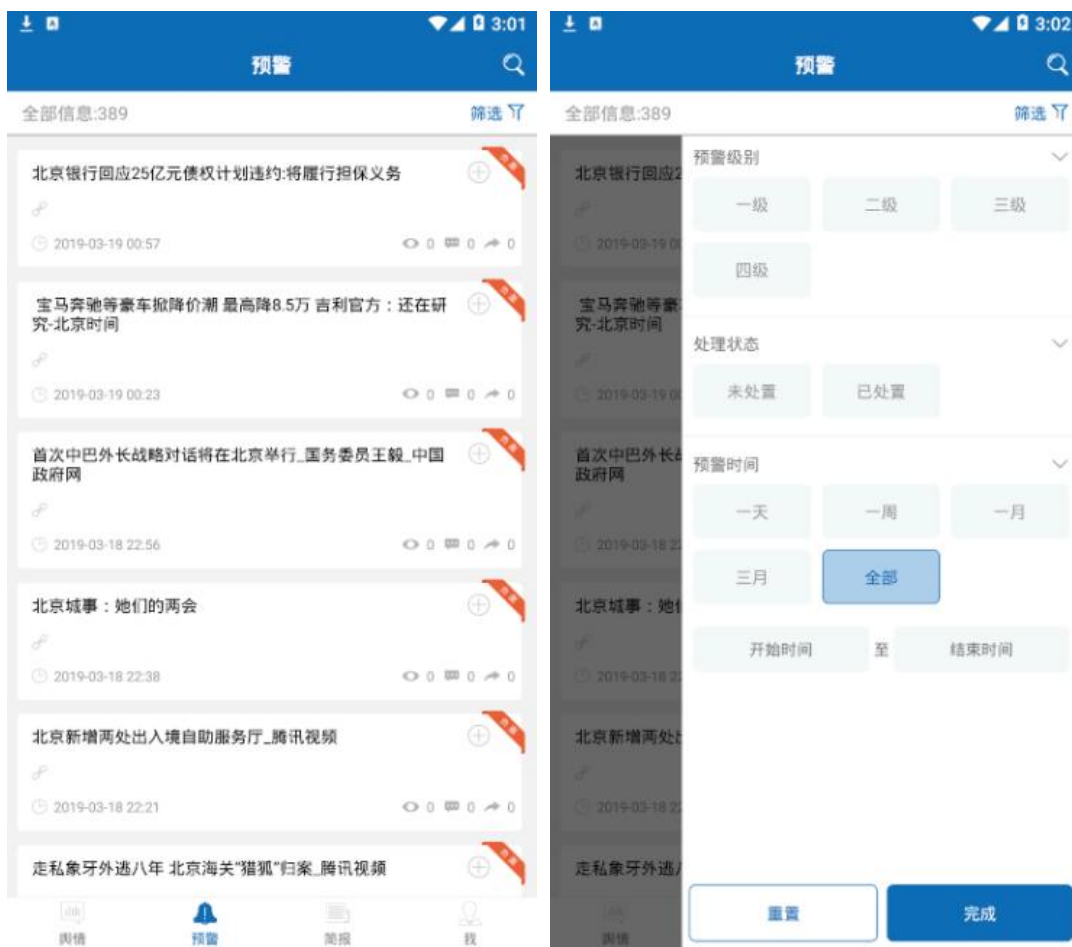 3:01
预警
全部信息:389
筛选
北京银行回应25亿元债权计划违约:将履行担保义务
2019-03-19 00:57
0 0 0
宝马奔驰等豪车掀降价潮 最高降8.5万 吉利官方：还在研
究-北京时间
2019-03-19 00:23
0 0 0
首次中巴外长战略对话将在北京举行_国务委员王毅_中国
政府网
2019-03-18 22:56
0 0 0
北京城事：她们的两会
2019-03-18 22:38
0 0 0
北京新增两处出入境自助服务厅_腾讯视频
2019-03-18 22:21
0 0 0
走私象牙外逃八年 北京海关"猎狐"归案_腾讯视频
舆情
预警
简报
我
3:02
预警
全部信息:389
筛选
北京银行回应2
2019-03-19 0
宝马奔驰等豪
究-北京时间
2019-03-19 0
首次中巴外长
政府网
2019-03-18 22
北京城事：她们
2019-03-18 22
北京新增两处
2019-03-18 22
走私象牙外逃八
舆情
预警级别
一级 二级 三级
四级
处理状态
未处置 已处置
预警时间
一天 一周 一月
三月 全部
开始时间 至 结束时间
重置 完成